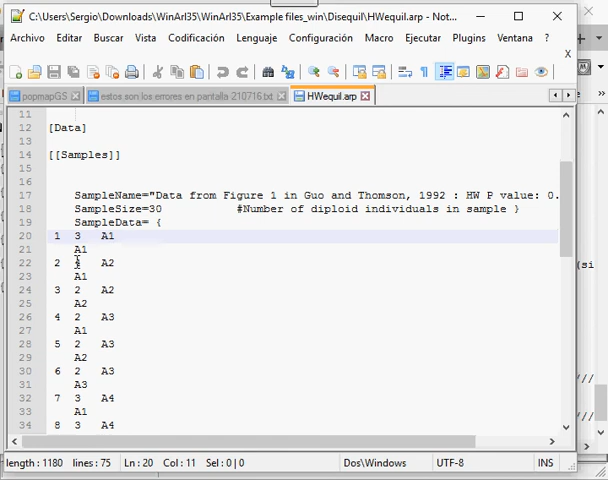 C:\Users\Sergio\Downloads\WinArl35\WinArl35\Example files_win\Disequil\HWequil.arp - Not...
Archivo Editar Buscar Vista Codificación Lenguaje Configuración Macro Ejecutar Plugins Ventana ?
X
popmapGS estos son los errores en pantalla 210716.txt HWequil.arp
11
12 [Data]
13
14 [[Samples]]
15
16
17 SampleName="Data from Figure 1 in Guo and Thomson, 1992 : HW P value: 0.
18 SampleSize=30 #Number of diploid individuals in sample }
19 SampleData= {
20 1 3 A1
21 A1
22 2 A2
23 A1
24 3 2 A2
25 A2
26 4 2 A3
27 A1
28 5 2 A3
29 A2
30 6 2 A3
31 A3
32 7 3 A4
33 A1
34 8 3 A4
(si
//
//
length : 1180 lines : 75 Ln : 20 Col : 11 Sel : 0 | 0 Dos\Windows UTF-8 INS